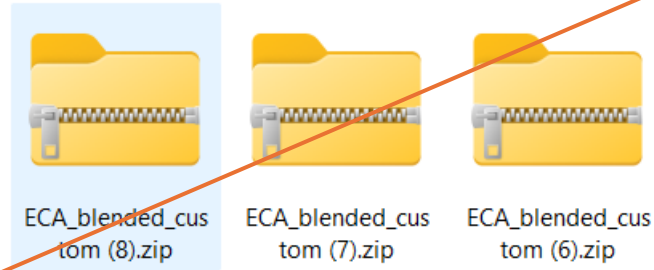 ECA_blended_cus
tom (8).zip
ECA_blended_cus
tom (7).zip
ECA_blended_cus
tom (6).zip